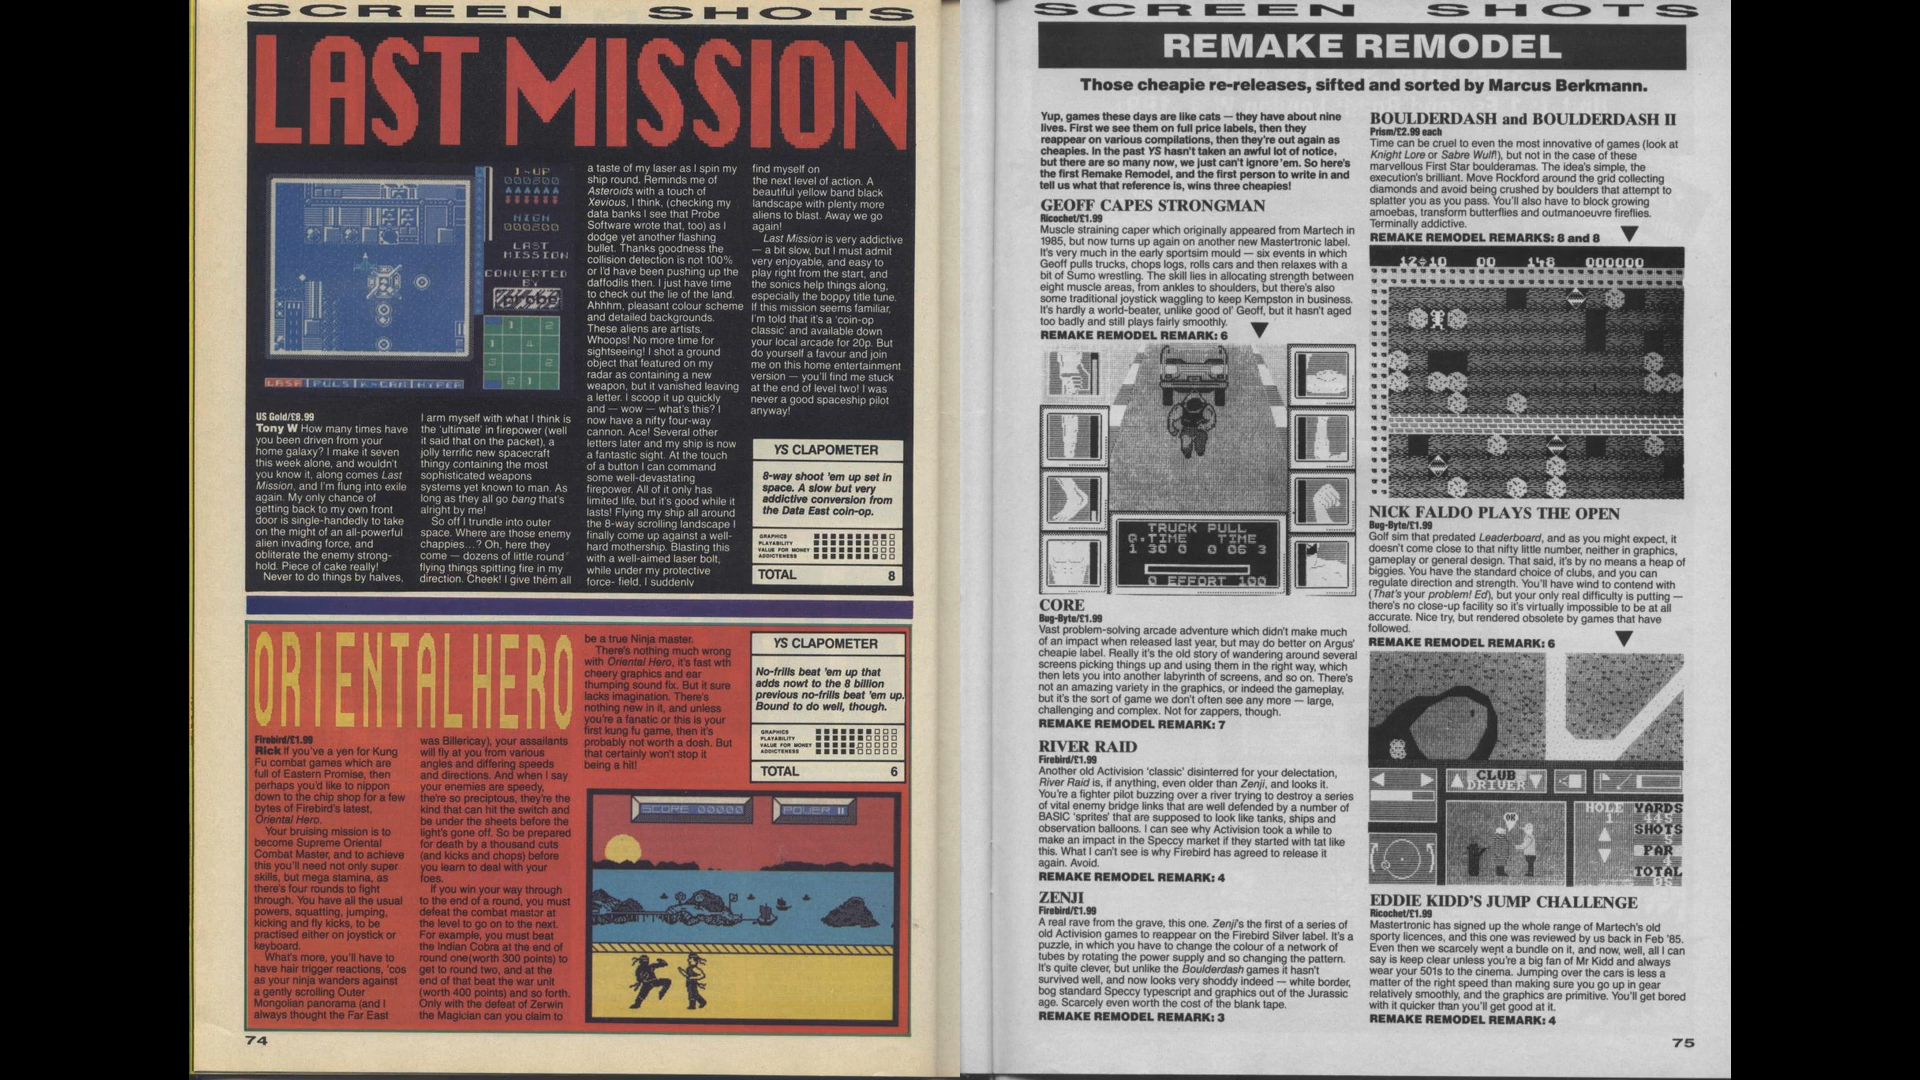 SCREEN SHOTS
LAST MISSION
1-UP
000800
HIGH
000800
LAST
MISSION
CONVERTED
BY
probe
US Gold/£8.99
Tony W How many times have
you been driven from your
home galaxy? I make it seven
this week alone, and wouldn't
you know it, along comes Last
Mission, and I'm flung into exile
again. My only chance of
getting back to my own front
door is single-handedly to take
on the might of an all-powerful
alien invading force, and
obliterate the enemy strong-
hold. Piece of cake really!
Never to do things by halves,
I arm myself with what I think is
the 'ultimate' in firepower (well
it said that on the packet), a
jolly terrific new spacecraft
thingy containing the most
sophisticated weapons
systems yet known to man. As
long as they all go bang that's
alright by me!
So off I trundle into outer
space. Where are those enemy
chappies...? Oh, here they
come — dozens of little round
flying things spitting fire in my
direction. Cheek! I give them all
a taste of my laser as I spin my
ship round. Reminds me of
Asteroids with a touch of
Xevious, I think, (checking my
data banks I see that Probe
Software wrote that, too) as I
dodge yet another flashing
bullet. Thanks goodness the
collision detection is not 100%
or I'd have been pushing up the
daffodils then. I just have time
to check out the lie of the land.
Ahhhm, pleasant colour scheme
and detailed backgrounds.
These aliens are artists.
Whoops! No more time for
sightseeing! I shot a ground
object that featured on my
radar as containing a new
weapon, but it vanished leaving
a letter. I scoop it up quickly
and — wow — what's this? I
now have a nifty four-way
cannon. Ace! Several other
letters later and my ship is now
a fantastic sight. At the touch
of a button I can command
some well-devastating
firepower. All of it only has
limited life, but it's good while it
lasts! Flying my ship all around
the 8-way scrolling landscape I
finally come up against a well-
hard mothership. Blasting this
with a well-aimed laser bolt,
while under my protective
force- field, I suddenly
find myself on
the next level of action. A
beautiful yellow band black
landscape with plenty more
aliens to blast. Away we go
again!
Last Mission is very addictive
— a bit slow, but I must admit
very enjoyable, and easy to
play right from the start, and
the sonics help things along,
especially the boppy title tune.
If this mission seems familiar,
I'm told that it's a 'coin-op
classic' and available down
your local arcade for 20p. But
do yourself a favour and join
me on this home entertainment
version — you'll find me stuck
at the end of level two! I was
never a good spaceship pilot
anyway!
YS CLAPOMETER
8-way shoot 'em up set in
space. A slow but very
addictive conversion from
the Data East coin-op.
GRAPHICS
PLAYABILITY
VALUE FOR MONEY
ADDICTIVENESS
TOTAL 8
ORIENTAL HERO
Firebird/£1.99
Rick If you've a yen for Kung
Fu combat games which are
full of Eastern Promise, then
perhaps you'd like to nippon
down to the chip shop for a few
bytes of Firebird's latest,
Oriental Hero.
Your bruising mission is to
become Supreme Oriental
Combat Master, and to achieve
this you'll need not only super
skills, but mega stamina, as
there's four rounds to fight
through. You have all the usual
powers, squatting, jumping,
kicking and fly kicks, to be
practised either on joystick or
keyboard.
What's more, you'll have to
have hair trigger reactions, 'cos
as your ninja wanders against
a gently scrolling Outer
Mongolian panorama (and I
always thought the Far East
was Billericay), your assailants
will fly at you from various
angles and differing speeds
and directions. And when I say
your enemies are speedy,
they're so preciptous, they're the
kind that can hit the switch and
be under the sheets before the
light's gone off. So be prepared
for death by a thousand cuts
(and kicks and chops) before
you learn to deal with your
foes.
If you win your way through
to the end of a round, you must
defeat the combat mastor at
the level to go on to the next.
For example, you must beat
the Indian Cobra at the end of
round one(worth 300 points) to
get to round two, and at the
end of that beat the war unit
(worth 400 points) and so forth.
Only with the defeat of Zerwin
the Magician can you claim to
be a true Ninja master.
There's nothing much wrong
with Oriental Hero, it's fast wth
cheery graphics and ear
thumping sound fix. But it sure
lacks imagination. There's
nothing new in it, and unless
you're a fanatic or this is your
first kung fu game, then it's
probably not worth a dosh. But
that certainly won't stop it
being a hit!
YS CLAPOMETER
No-frills beat 'em up that
adds nowt to the 8 billion
previous no-frills beat 'em up.
Bound to do well, though.
GRAPHICS
PLAYABILITY
VALUE FOR MONEY
ADDICTIVENESS
TOTAL 6
SCORE 00000 POWER
74
SCREEN SHOTS
REMAKE REMODEL
Those cheapie re-releases, sifted and sorted by Marcus Berkmann.
Yup, games these days are like cats — they have about nine
lives. First we see them on full price labels, then they
reappear on various compilations, then they're out again as
cheapies. In the past YS hasn't taken an awful lot of notice,
but there are so many now, we just can't ignore 'em. So here's
the first Remake Remodel, and the first person to write in and
tell us what that reference is, wins three cheapies!
GEOFF CAPES STRONGMAN
Ricochet/£1.99
Muscle straining caper which originally appeared from Martech in
1985, but now turns up again on another new Mastertronic label.
It's very much in the early sportsim mould — six events in which
Geoff pulls trucks, chops logs, rolls cars and then relaxes with a
bit of Sumo wrestling. The skill lies in allocating strength between
eight muscle areas, from ankles to shoulders, but there's also
some traditional joystick waggling to keep Kempston in business.
It's hardly a world-beater, unlike good ol' Geoff, but it hasn't aged
too badly and still plays fairly smoothly.
REMAKE REMODEL REMARK: 6
TRUCK PULL
Q.TIME TIME
1 30 0 0 06 3
0 EFFORT 100
CORE
Bug-Byte/£1.99
Vast problem-solving arcade adventure which didn't make much
of an impact when released last year, but may do better on Argus'
cheapie label. Really it's the old story of wandering around several
screens picking things up and using them in the right way, which
then lets you into another labyrinth of screens, and so on. There's
not an amazing variety in the graphics, or indeed the gameplay,
but it's the sort of game we don't often see any more — large,
challenging and complex. Not for zappers, though.
REMAKE REMODEL REMARK: 7
RIVER RAID
Firebird/£1.99
Another old Activision 'classic' disinterred for your delectation,
River Raid is, if anything, even older than Zenji, and looks it.
You're a fighter pilot buzzing over a river trying to destroy a series
of vital enemy bridge links that are well defended by a number of
BASIC 'sprites' that are supposed to look like tanks, ships and
observation balloons. I can see why Activision took a while to
make an impact in the Speccy market if they started with tat like
this. What I can't see is why Firebird has agreed to release it
again. Avoid.
REMAKE REMODEL REMARK: 4
ZENJI
Firebird/£1.99
A real rave from the grave, this one. Zenji's the first of a series of
old Activision games to reappear on the Firebird Silver label. It's a
puzzle, in which you have to change the colour of a network of
tubes by rotating the power supply and so changing the pattern.
It's quite clever, but unlike the Boulderdash games it hasn't
survived well, and now looks very shoddy indeed — white border,
bog standard Speccy typescript and graphics out of the Jurassic
age. Scarcely even worth the cost of the blank tape.
REMAKE REMODEL REMARK: 3
BOULDERDASH and BOULDERDASH II
Prism/£2.99 each
Time can be cruel to even the most innovative of games (look at
Knight Lore or Sabre Wulf!), but not in the case of these
marvellous First Star boulderamas. The idea's simple, the
execution's brilliant. Move Rockford around the grid collecting
diamonds and avoid being crushed by boulders that attempt to
splatter you as you pass. You'll also have to block growing
amoebas, transform butterflies and outmanoeuvre fireflies.
Terminally addictive.
REMAKE REMODEL REMARKS: 8 and 8
12 10 00 148 000000
NICK FALDO PLAYS THE OPEN
Bug-Byte/£1.99
Golf sim that predated Leaderboard, and as you might expect, it
doesn't come close to that nifty little number, neither in graphics,
gameplay or general design. That said, it's by no means a heap of
biggies. You have the standard choice of clubs, and you can
regulate direction and strength. You'll have wind to contend with
(That's your problem! Ed), but your only real difficulty is putting —
there's no close-up facility so it's virtually impossible to be at all
accurate. Nice try, but rendered obsolete by games that have
followed.
REMAKE REMODEL REMARK: 6
CLUB
DRIVER
OK
HOLE YARDS
1 445
SHOTS
PAR
TOTAL
EDDIE KIDD'S JUMP CHALLENGE
Ricochet/£1.99
Mastertronic has signed up the whole range of Martech's old
sporty licences, and this one was reviewed by us back in Feb '85.
Even then we scarcely went a bundle on it, and now, well, all I can
say is keep clear unless you're a big fan of Mr Kidd and always
wear your 501s to the cinema. Jumping over the cars is less a
matter of the right speed than making sure you go up in gear
relatively smoothly, and the graphics are primitive. You'll get bored
with it quicker than you'll get good at it.
REMAKE REMODEL REMARK: 4
75